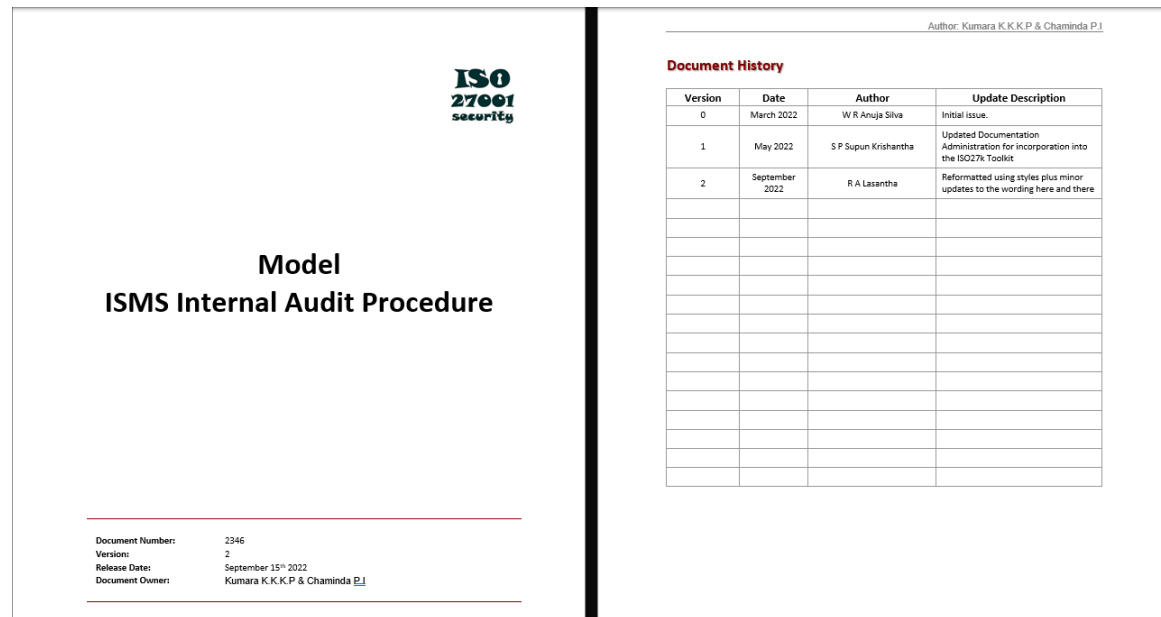 ISO
27001
security
Model
ISMS Internal Audit Procedure
Document Number: 2346
Version: 2
Release Date: September 15th 2022
Document Owner: Kumara K.K.K.P & Chaminda P.I
Author: Kumara K.K.K.P & Chaminda P.I
Document History
Version Date Author Update Description
0 March 2022 W R Anuja Silva Initial issue.
1 May 2022 S P Supun Krishantha Updated Documentation
Administration for incorporation into
the ISO27k Toolkit
2 September
2022 R A Lasantha Reformatted using styles plus minor
updates to the wording here and there